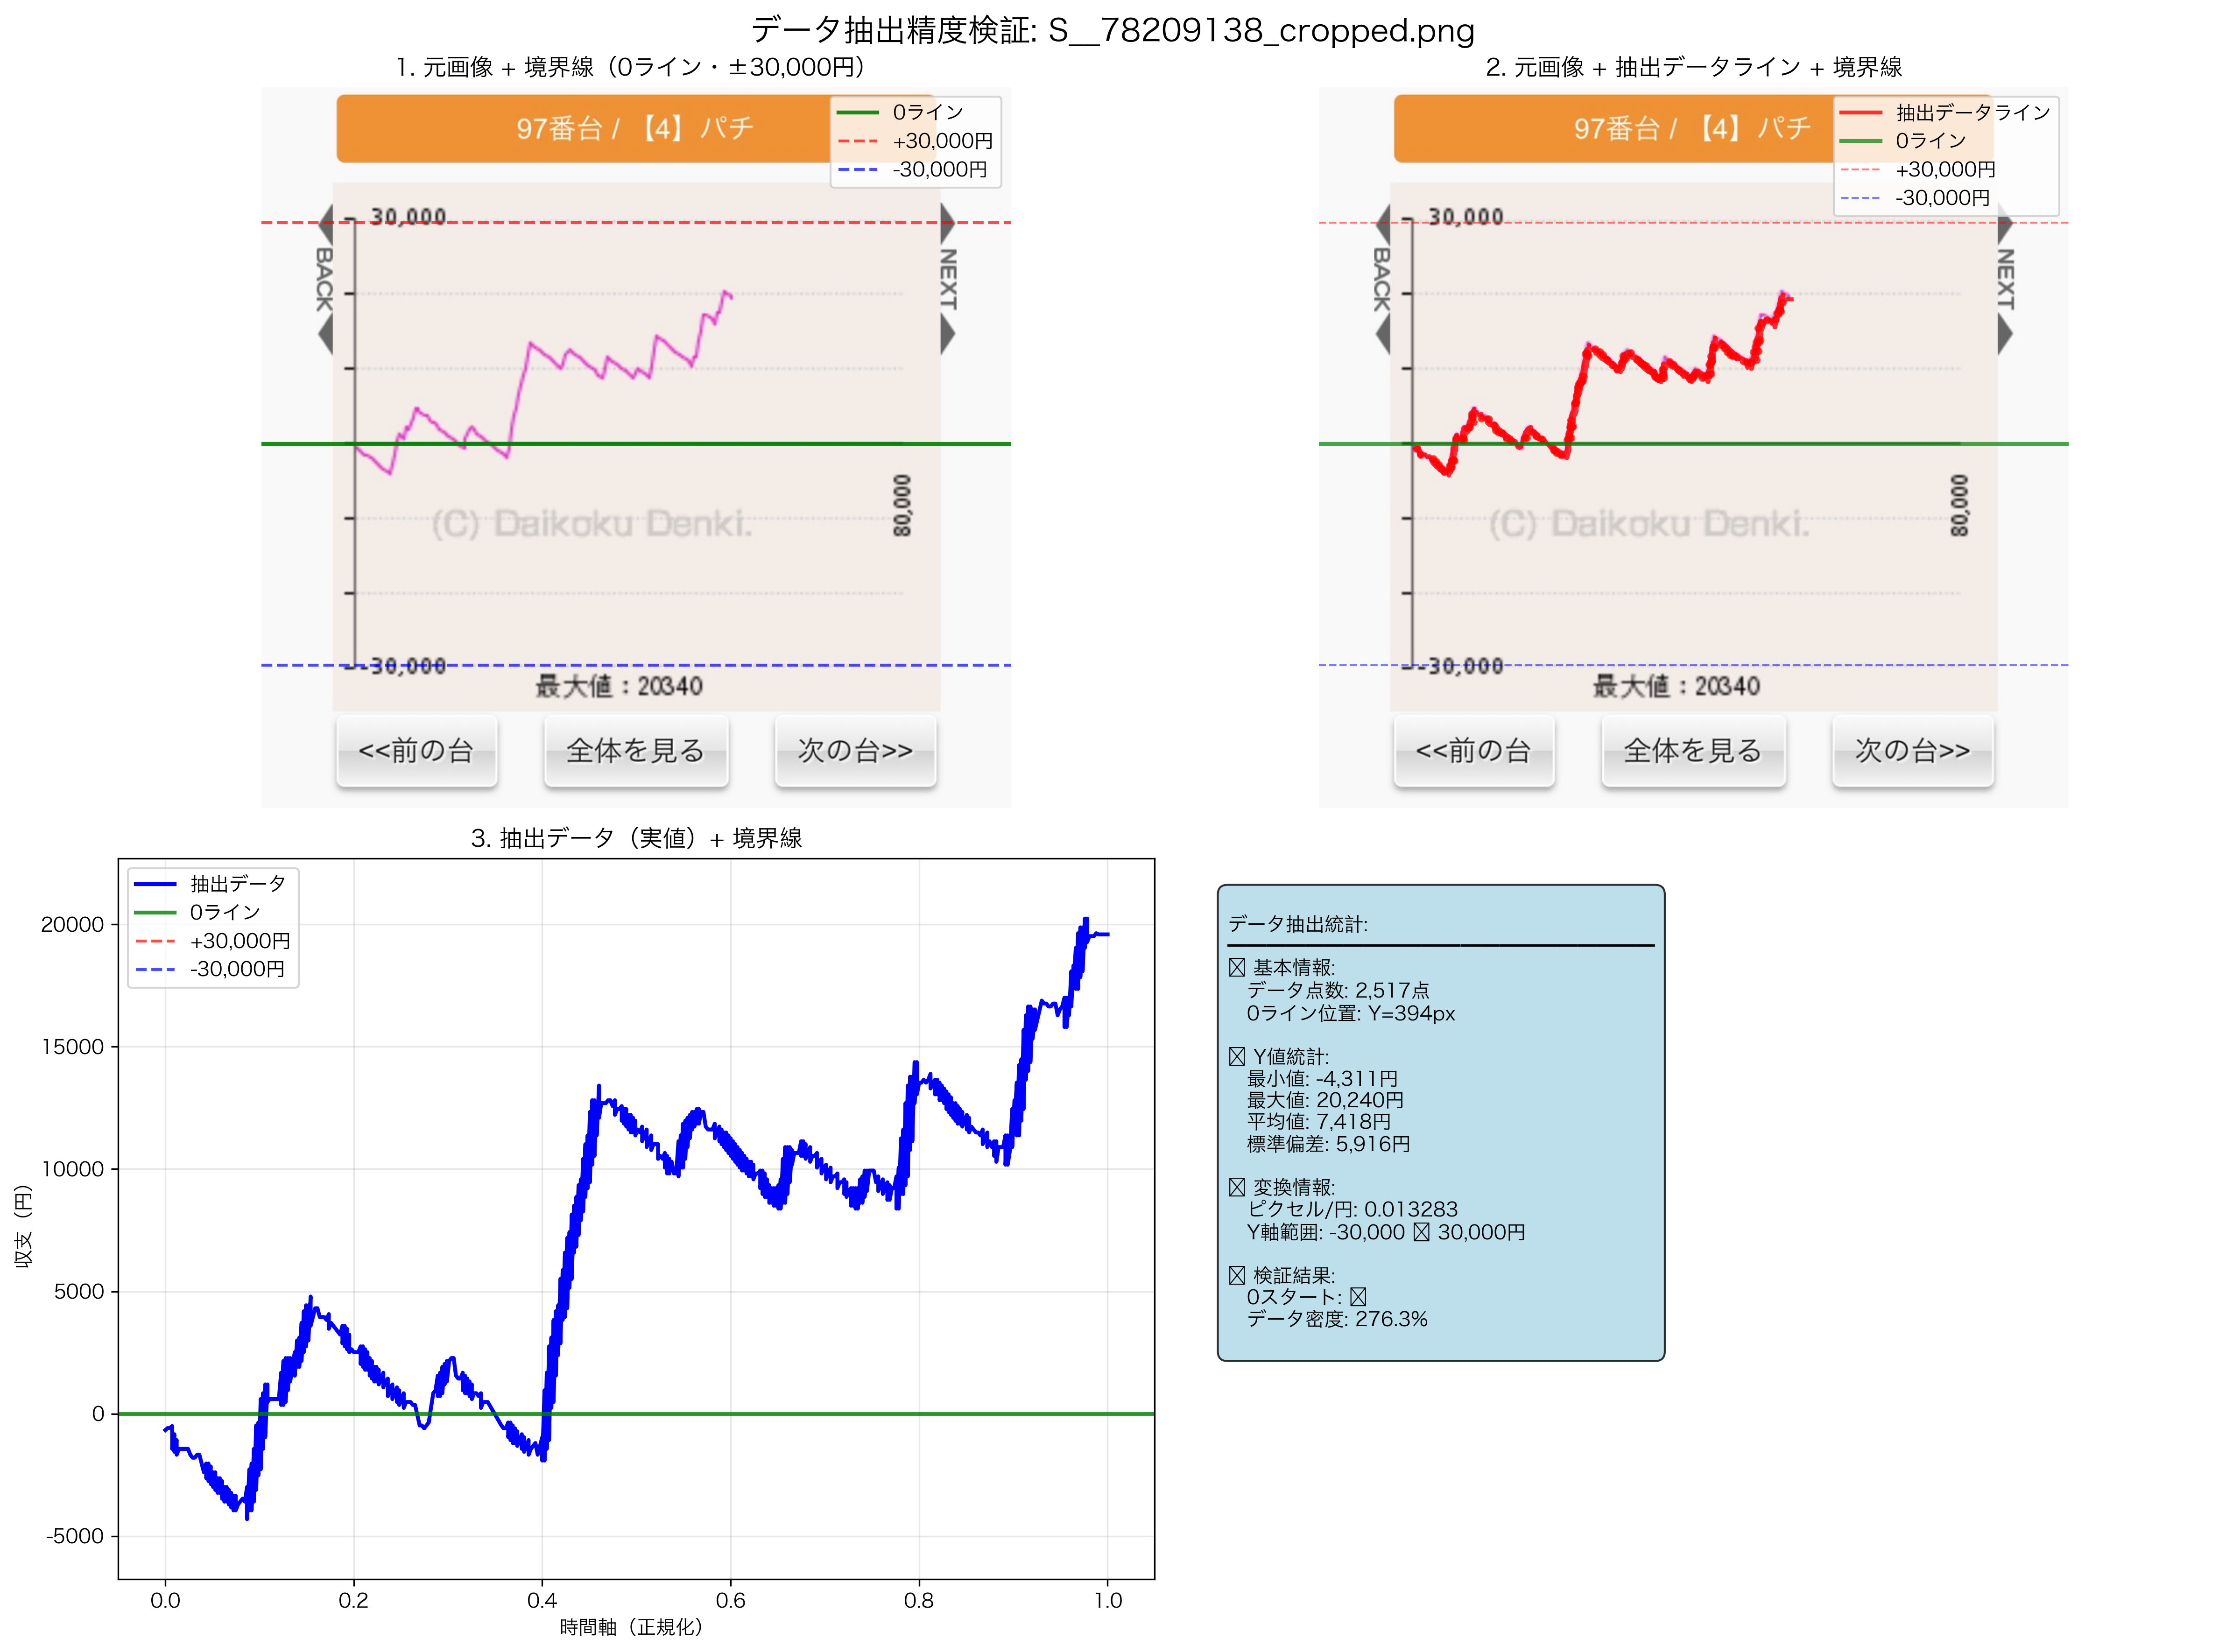 データ抽出精度検証: S__78209138_cropped.png
1. 元画像 + 境界線（0ライン・±30,000円）
97番台 / 【4】パチ
0ライン
+30,000円
-30,000円
30,000
BACK
NEXT
80,000
(C) Daikoku Denki.
-30,000
最大値：20340
<<前の台
全体を見る
次の台>>
2. 元画像 + 抽出データライン + 境界線
97番台 / 【4】パチ
抽出データライン
0ライン
+30,000円
-30,000円
30,000
BACK
NEXT
80,000
(C) Daikoku Denki.
-30,000
最大値：20340
<<前の台
全体を見る
次の台>>
3. 抽出データ（実値）+ 境界線
抽出データ
0ライン
+30,000円
-30,000円
収支（円）
20000
15000
10000
5000
0
-5000
0.0 0.2 0.4 0.6 0.8 1.0
時間軸（正規化）
データ抽出統計:
基本情報:
データ点数: 2,517点
0ライン位置: Y=394px
Y値統計:
最小値: -4,311円
最大値: 20,240円
平均値: 7,418円
標準偏差: 5,916円
変換情報:
ピクセル/円: 0.013283
Y軸範囲: -30,000 〜 30,000円
検証結果:
0スタート:
データ密度: 276.3%